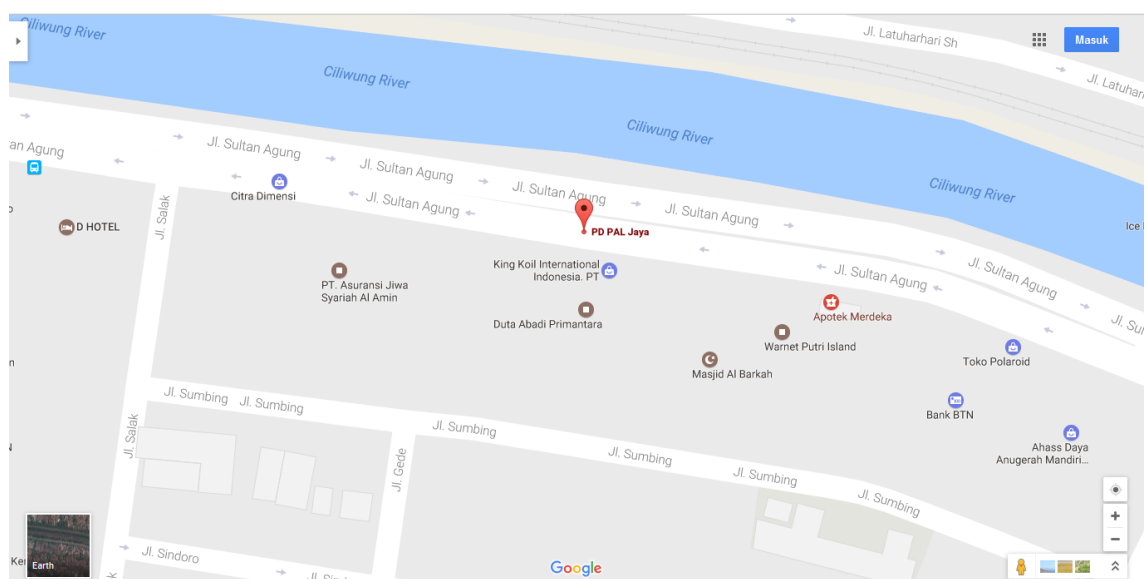 Ciliwung River
Jl. Latuharhari Sh
Masuk
Ciliwung River
Jl. Latuharhari
Ciliwung River
Jl. Sultan Agung
an Agung
Jl. Sultan Agung
Jl. Sultan Agung
Ciliwung River
Citra Dimensi
Jl. Sultan Agung
Jl. Sultan Agung
Jl. Salak
D HOTEL
PD PAL Jaya
Ice
King Koil International
Indonesia. PT
Jl. Sultan Agung
Jl. Sultan Agung
PT. Asuransi Jiwa
Syariah Al Amin
Duta Abadi Primantara
Apotek Merdeka
Warnet Putri Island
Toko Polaroid
Masjid Al Barkah
Jl. Sumbing
Jl. Sumbing
Bank BTN
Jl. Sumbing
Jl. Salak
Ahass Daya
Anugerah Mandiri...
Jl. Gede
Jl. Sumbing
Jl. Sumbing
Jl. Sumbing
Jl. Sindoro
Earth
Google